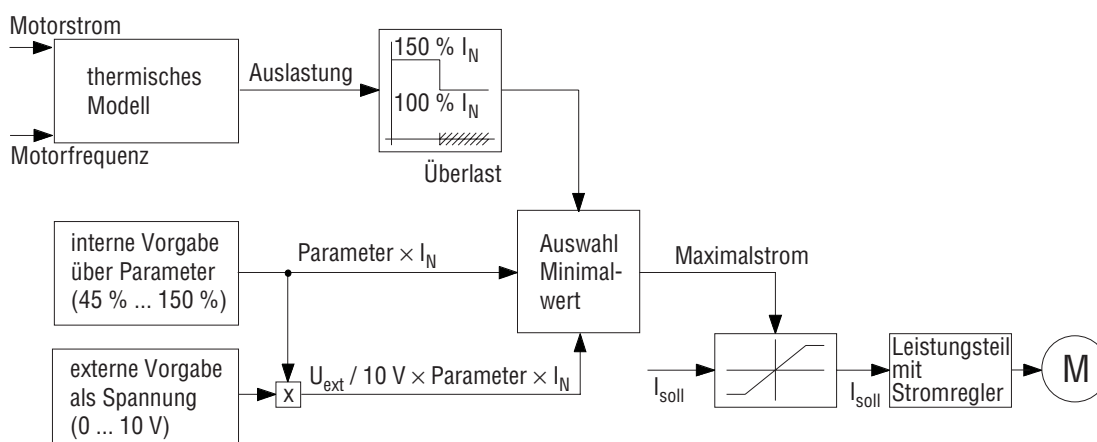 Motorstrom
thermisches
Modell
Motorfrequenz
Auslastung
150 % I_N
100 % I_N
Überlast
interne Vorgabe
über Parameter
(45 % ... 150 %)
Parameter × I_N
Auswahl
Minimal-
wert
Maximalstrom
externe Vorgabe
als Spannung
(0 ... 10 V)
x
U_ext / 10 V × Parameter × I_N
I_soll
I_soll
Leistungsteil
mit
Stromregler
M